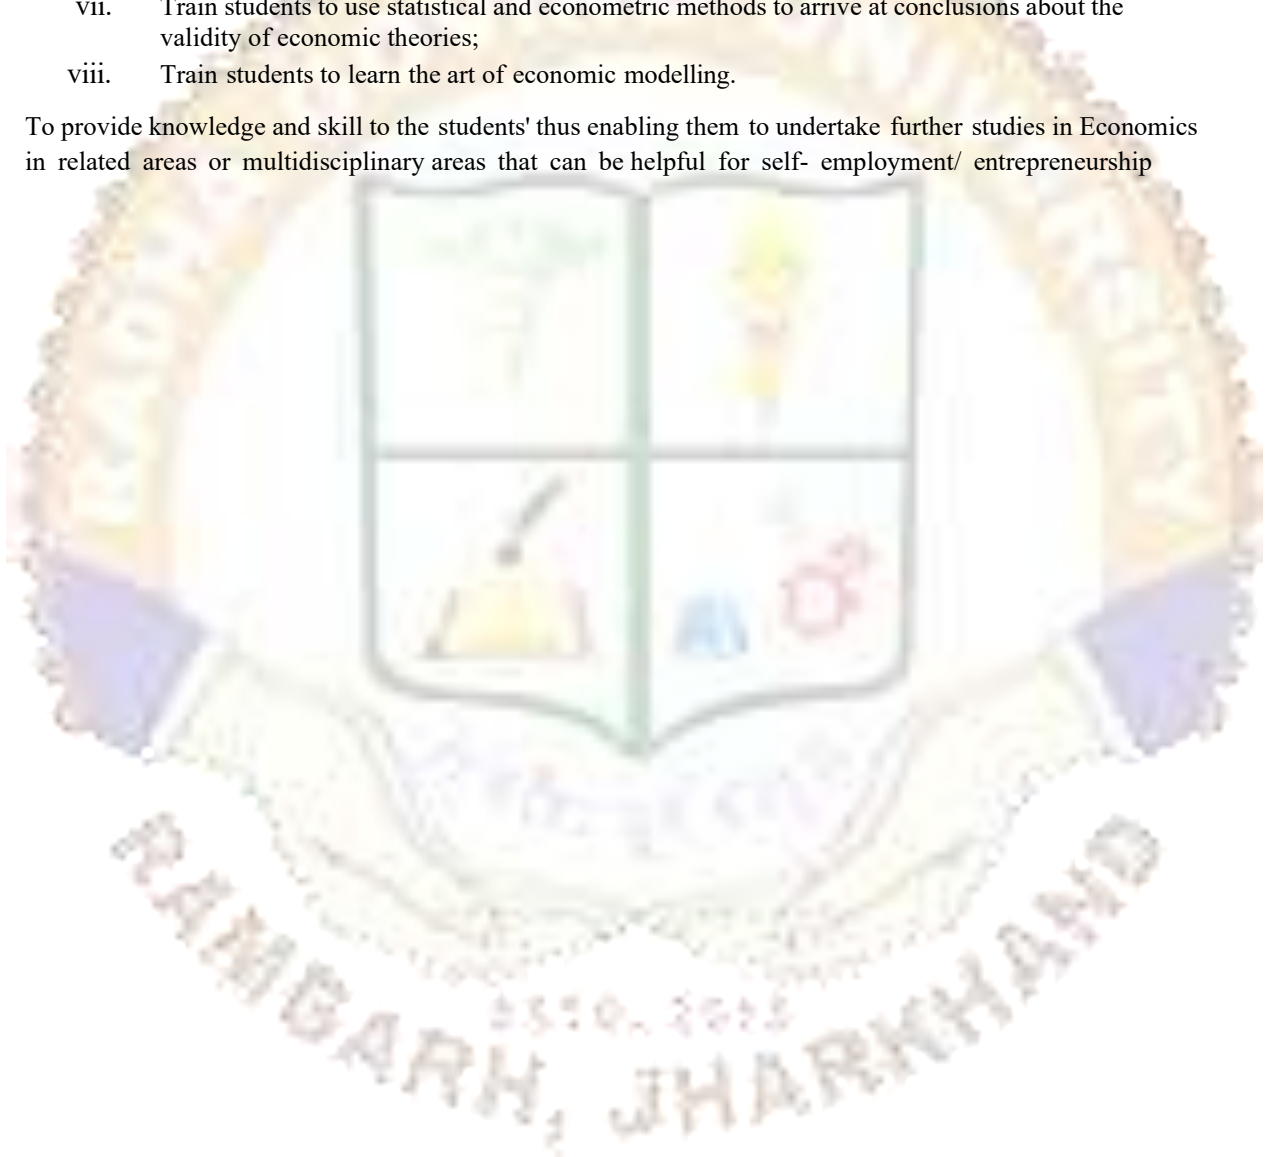 vii. Train students to use statistical and econometric methods to arrive at conclusions about the
validity of economic theories;
viii. Train students to learn the art of economic modelling.
To provide knowledge and skill to the students' thus enabling them to undertake further studies in Economics
in related areas or multidisciplinary areas that can be helpful for self- employment/ entrepreneurship
RAMGARH, JHARKHAND